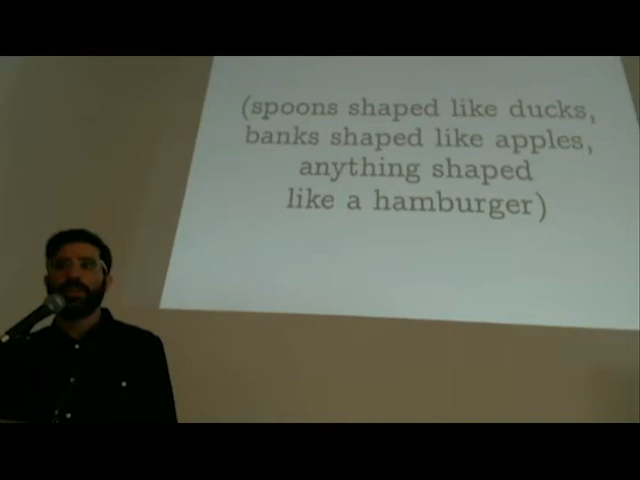 (spoons shaped like ducks,
banks shaped like apples,
anything shaped
like a hamburger)